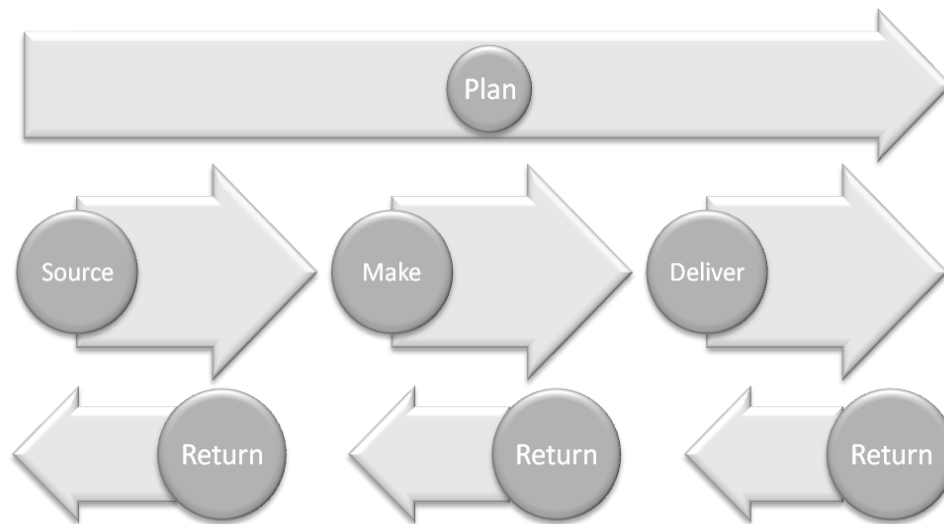 Plan
Source
Make
Deliver
Return
Return
Return